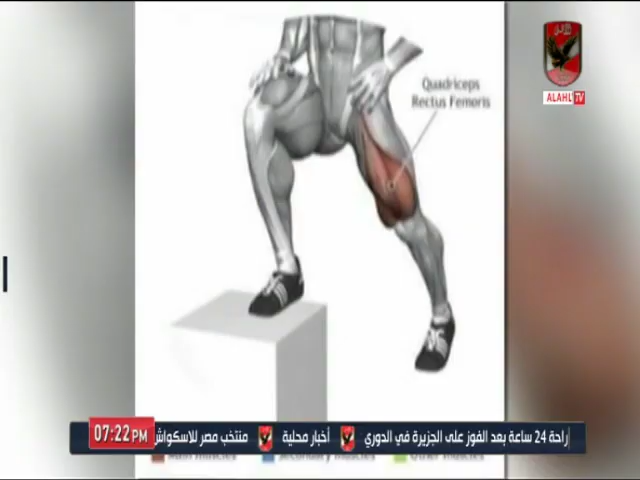 ALAHLY TV
Quadriceps
Rectus Femoris
راحة 24 ساعة بعد الفوز على الجزيرة في الدوري
أخبار محلية
منتخب مصر للاسكواش
07:22 PM